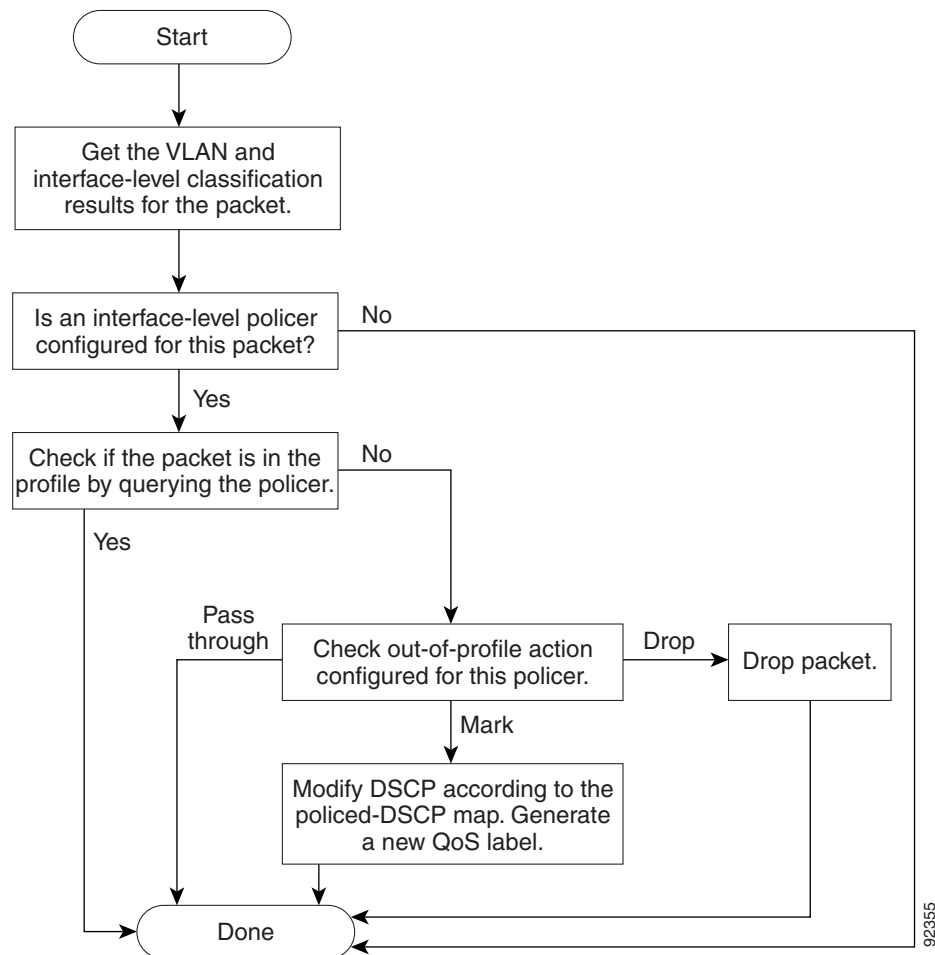 Start
Get the VLAN and
interface-level classification
results for the packet.
Is an interface-level policer
configured for this packet?
No
Yes
Check if the packet is in the
profile by querying the policer.
No
Yes
Pass
through
Check out-of-profile action
configured for this policer.
Drop
Drop packet.
Mark
Modify DSCP according to the
policed-DSCP map. Generate
a new QoS label.
Done
92355